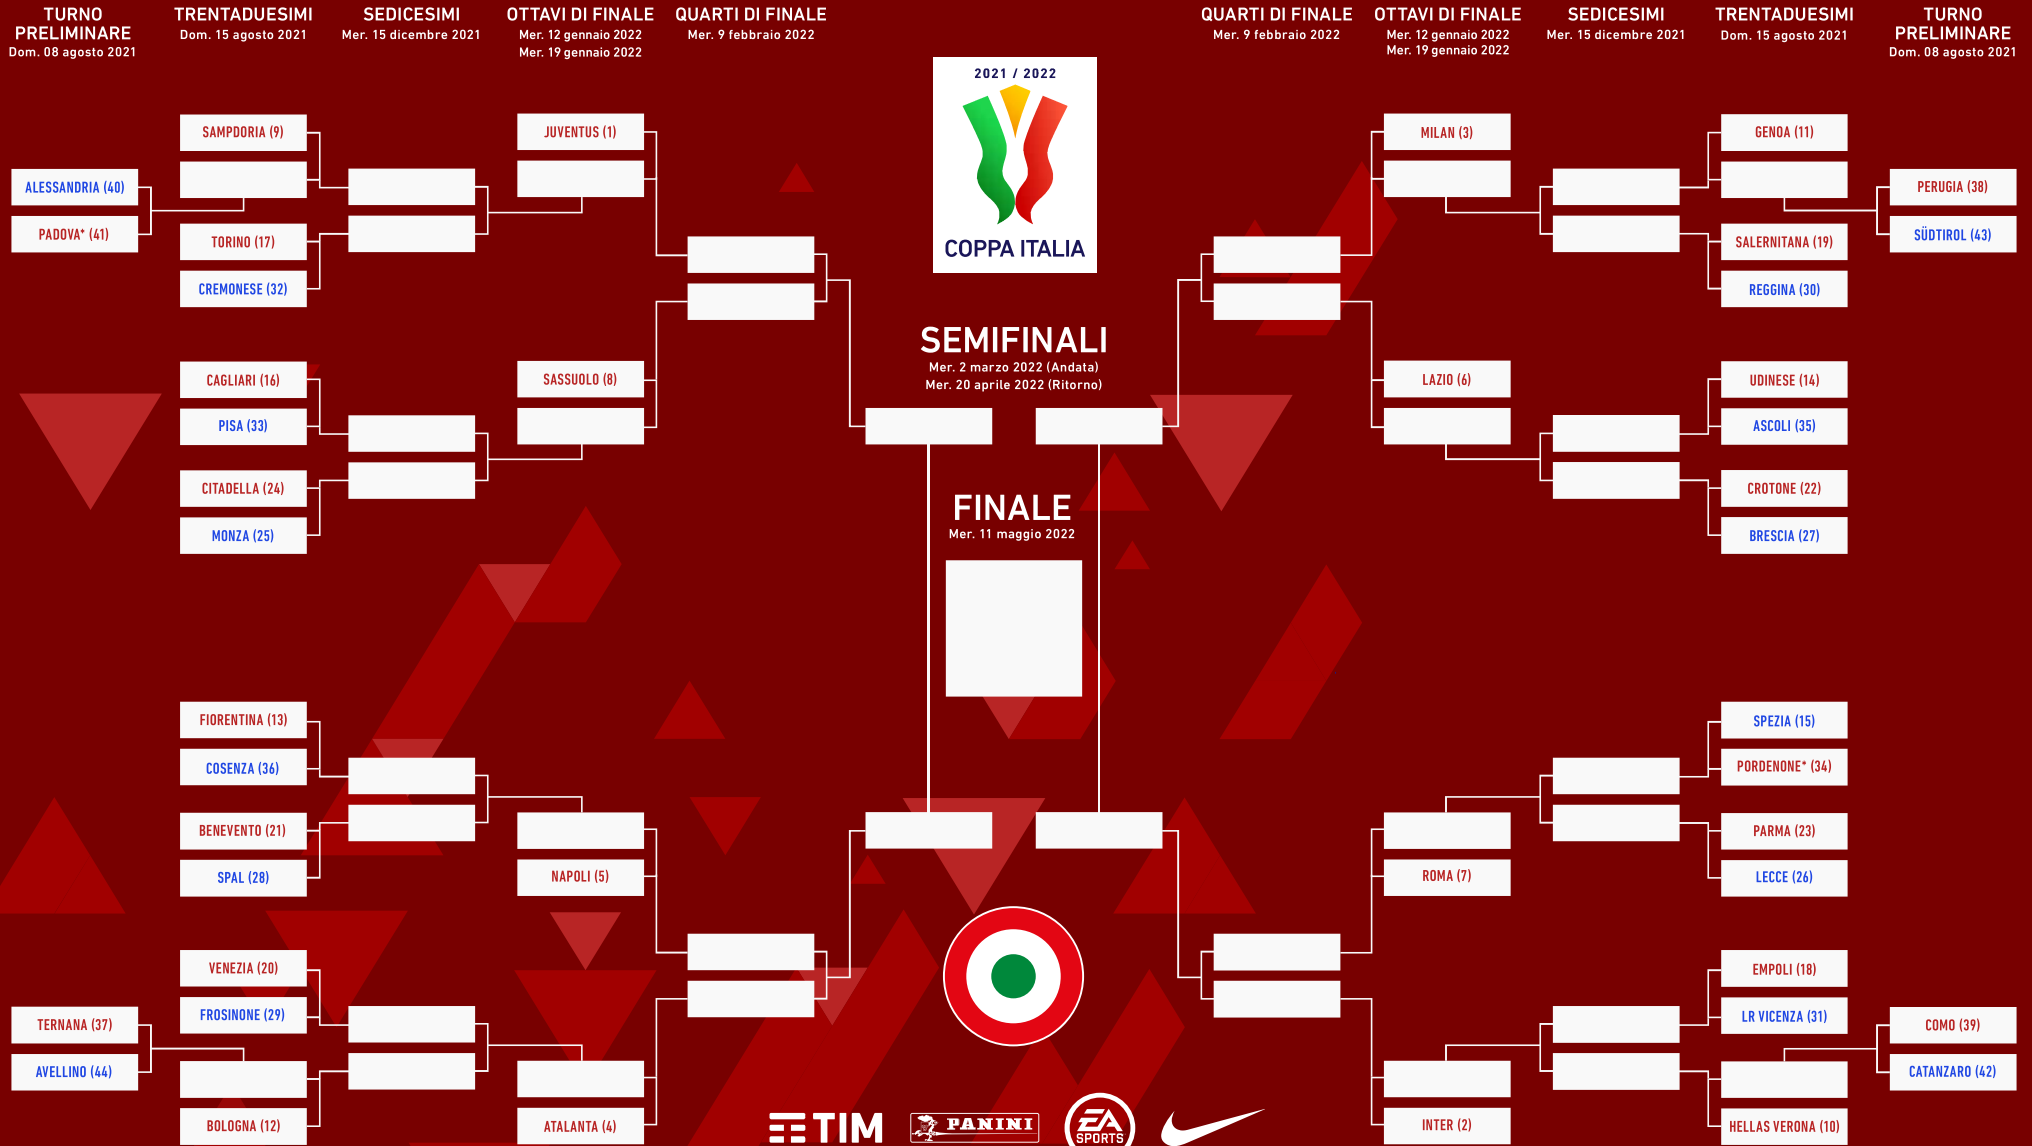 TURNO
PRELIMINARE
Dom. 08 agosto 2021
TRENTADUESIMI
Dom. 15 agosto 2021
SEDICESIMI
Mer. 15 dicembre 2021
OTTAVI DI FINALE
Mer. 12 gennaio 2022
Mer. 19 gennaio 2022
QUARTI DI FINALE
Mer. 9 febbraio 2022
QUARTI DI FINALE
Mer. 9 febbraio 2022
OTTAVI DI FINALE
Mer. 12 gennaio 2022
Mer. 19 gennaio 2022
SEDICESIMI
Mer. 15 dicembre 2021
TRENTADUESIMI
Dom. 15 agosto 2021
TURNO
PRELIMINARE
Dom. 08 agosto 2021
ALESSANDRIA (40)
PADOVA* (41)
TERNANA (37)
AVELLINO (44)
SAMPDORIA (9)
TORINO (17)
CREMONESE (32)
CAGLIARI (16)
PISA (33)
CITADELLA (24)
MONZA (25)
FIORENTINA (13)
COSENZA (36)
BENEVENTO (21)
SPAL (28)
VENEZIA (20)
FROSINONE (29)
BOLOGNA (12)
JUVENTUS (1)
SASSUOLO (8)
NAPOLI (5)
ATALANTA (4)
2021 / 2022
COPPA ITALIA
SEMIFINALI
Mer. 2 marzo 2022 (Andata)
Mer. 20 aprile 2022 (Ritorno)
FINALE
Mer. 11 maggio 2022
TIM
PANINI
EA
SPORTS
MILAN (3)
LAZIO (6)
ROMA (7)
INTER (2)
GENOA (11)
SALERNITANA (19)
REGGINA (30)
UDINESE (14)
ASCOLI (35)
CROTONE (22)
BRESCIA (27)
SPEZIA (15)
PORDENONE* (34)
PARMA (23)
LECCE (26)
EMPOLI (18)
LR VICENZA (31)
HELLAS VERONA (10)
PERUGIA (38)
SÜDTIROL (43)
COMO (39)
CATANZARO (42)